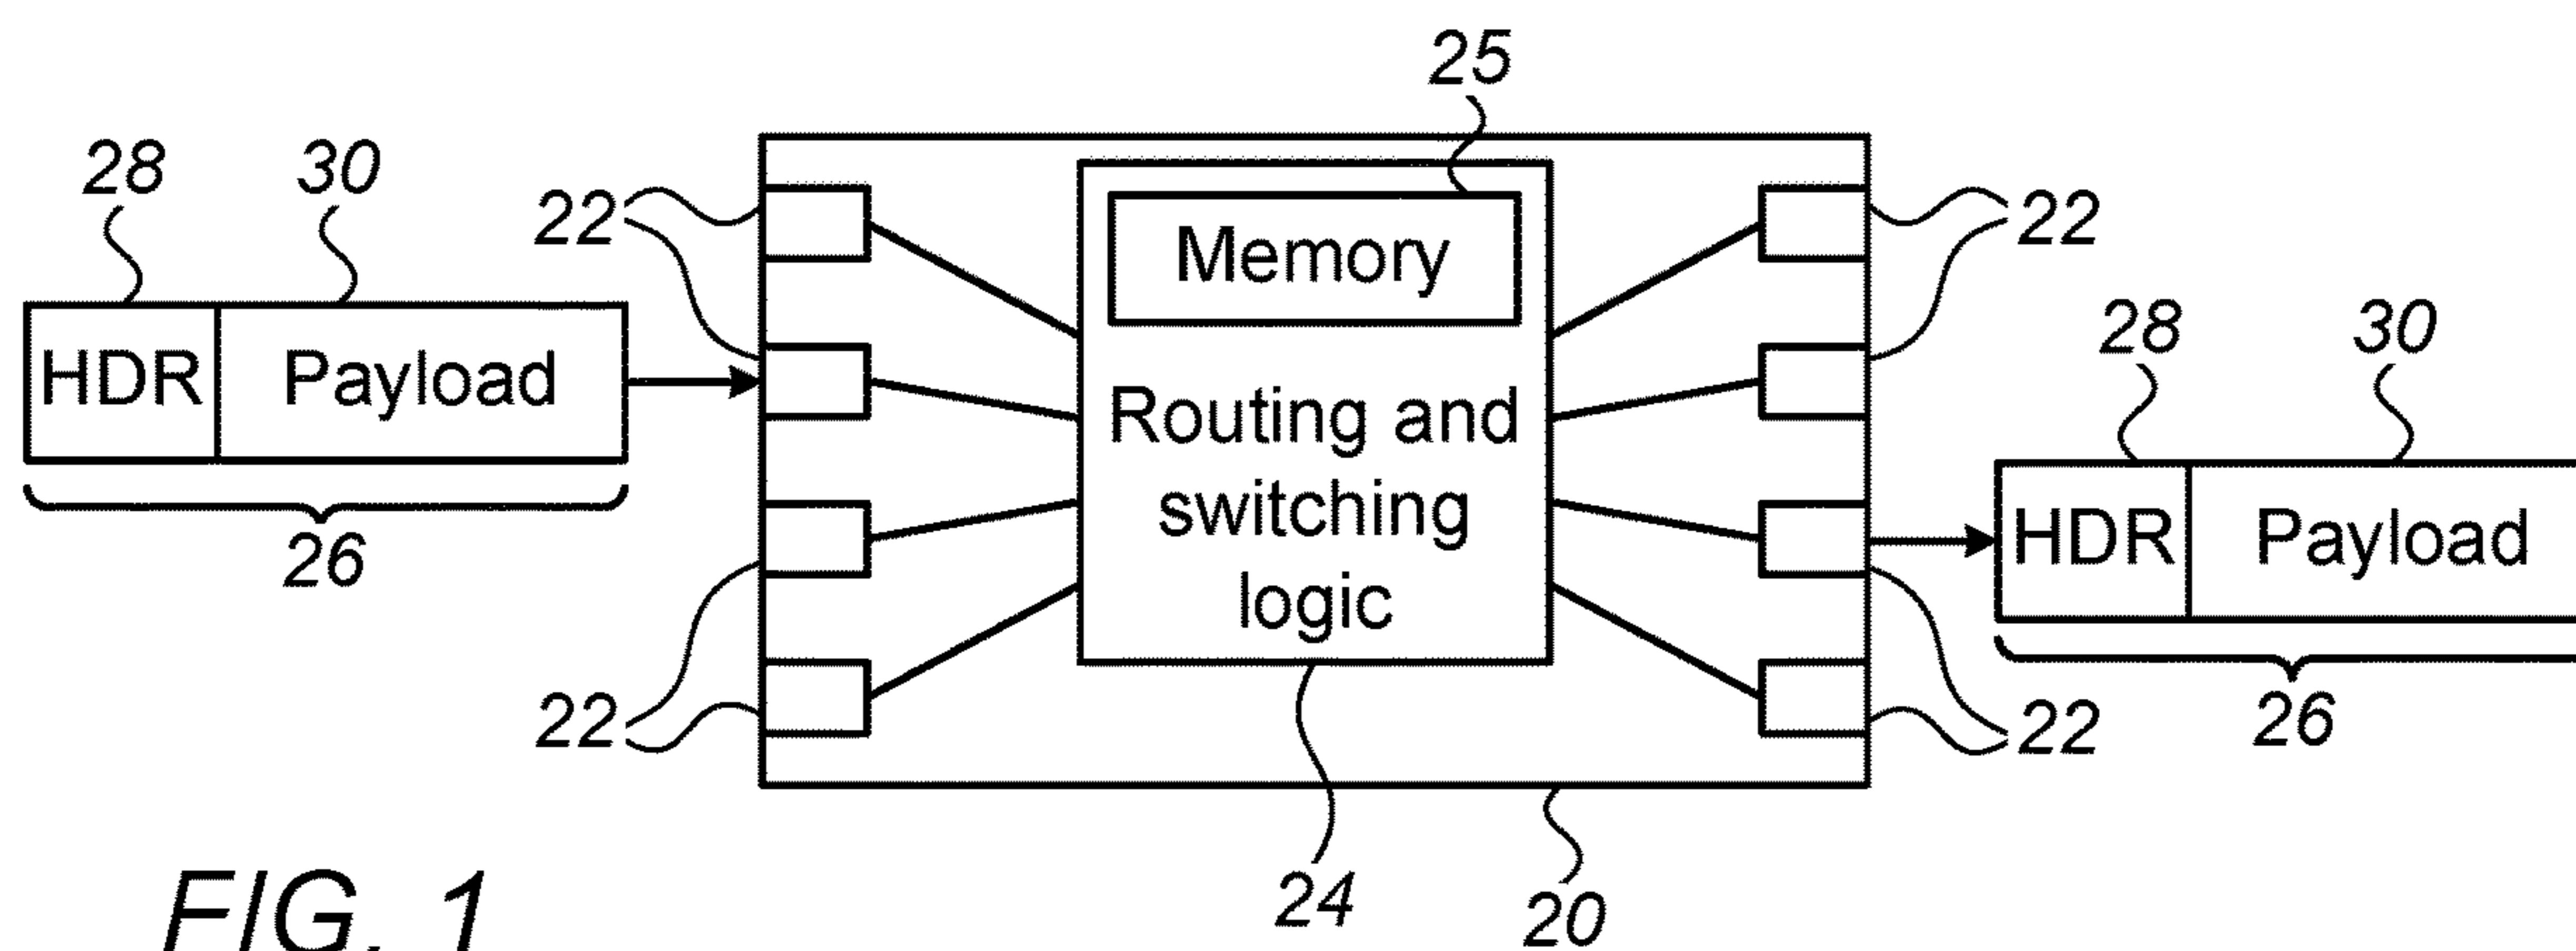 25
28 30
22 22
Memory
28 30
HDR Payload
Routing and
switching
logic
HDR Payload
26
22 22
26
24
20
FIG. 1